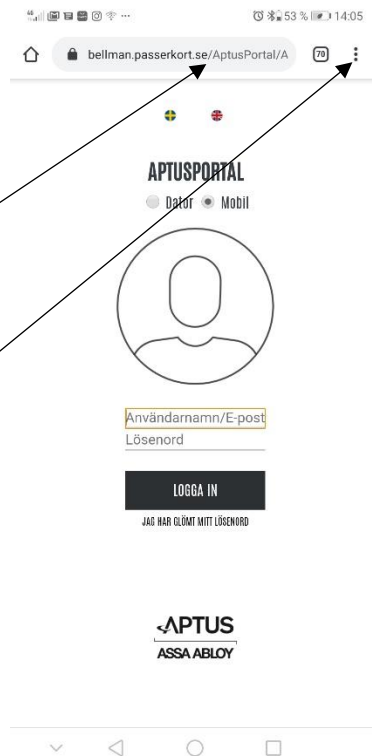 53 % 14:05
bellman.passerkort.se/AptusPortal/A 70
APTUSPORTAL
Dator Mobil
Användarnamn/E-post
Lösenord
LOGGA IN
JAG HAR GLÖMT MITT LÖSENORD
APTUS
ASSA ABLOY